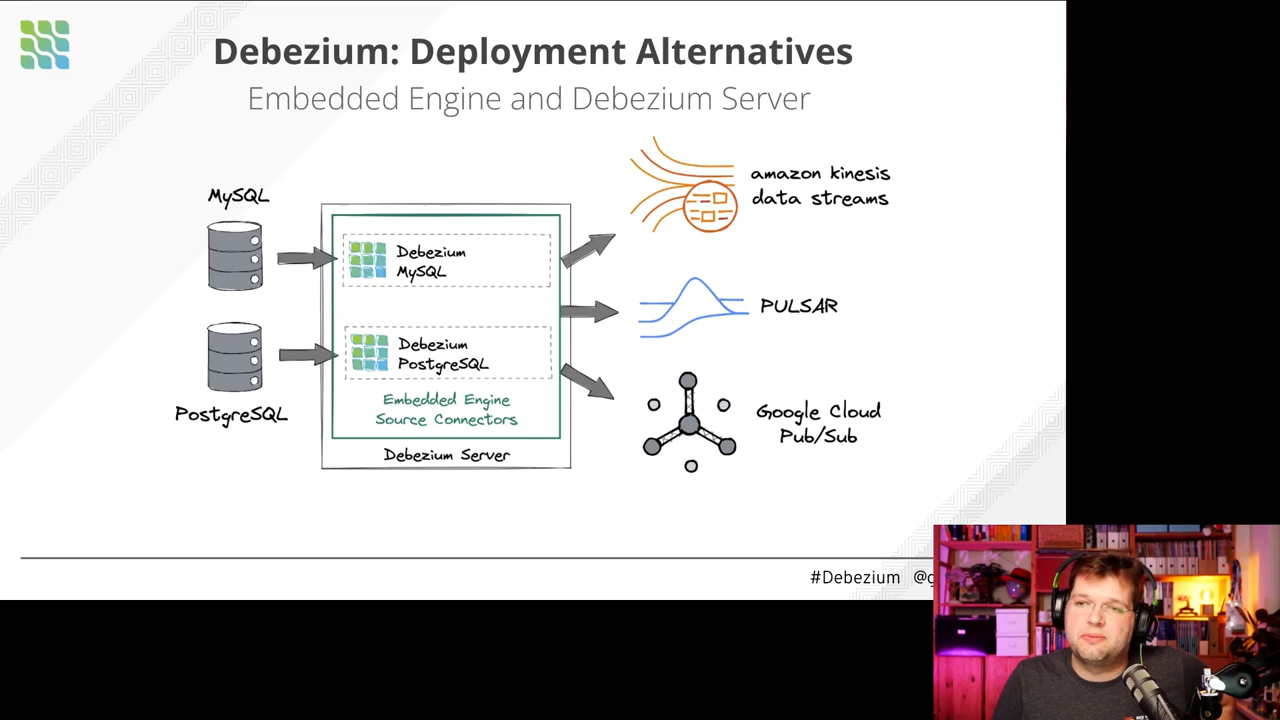 Debezium: Deployment Alternatives
Embedded Engine and Debezium Server
MySQL
PostgreSQL
Debezium
MySQL
Debezium
PostgreSQL
Embedded Engine
Source Connectors
Debezium Server
amazon kinesis
data streams
PULSAR
Google Cloud
Pub/Sub
#Debezium